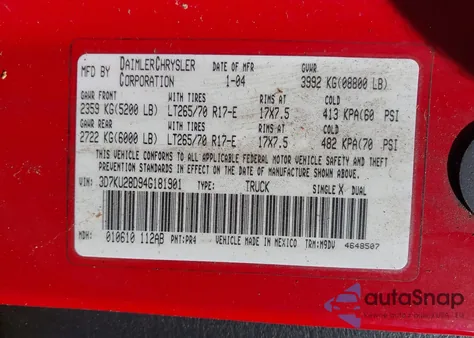 MFD BY DAIMLERCHRYSLER CORPORATION DATE OF MFR 1-04 GVWR 3992 KG(08800 LB)
GAWR FRONT WITH TIRES RIMS AT COLD
2359 KG(5200 LB) LT265/70 R17-E 17X7.5 413 KPA(60 PSI
GAWR REAR WITH TIRES RIMS AT COLD
2722 KG(6000 LB) LT265/70 R17-E 17X7.5 482 KPA(70 PSI
THIS VEHICLE CONFORMS TO ALL APPLICABLE FEDERAL MOTOR VEHICLE SAFETY AND THEFT
PREVENTION STANDARDS IN EFFECT ON THE DATE OF MANUFACTURE SHOWN ABOVE.
VIN: 3D7KU28D94G181901 TYPE: TRUCK SINGLE X DUAL
MDH: 010610 112AB PNT:PR4 VEHICLE MADE IN MEXICO TRM:M9DV 4648507
autoSnap